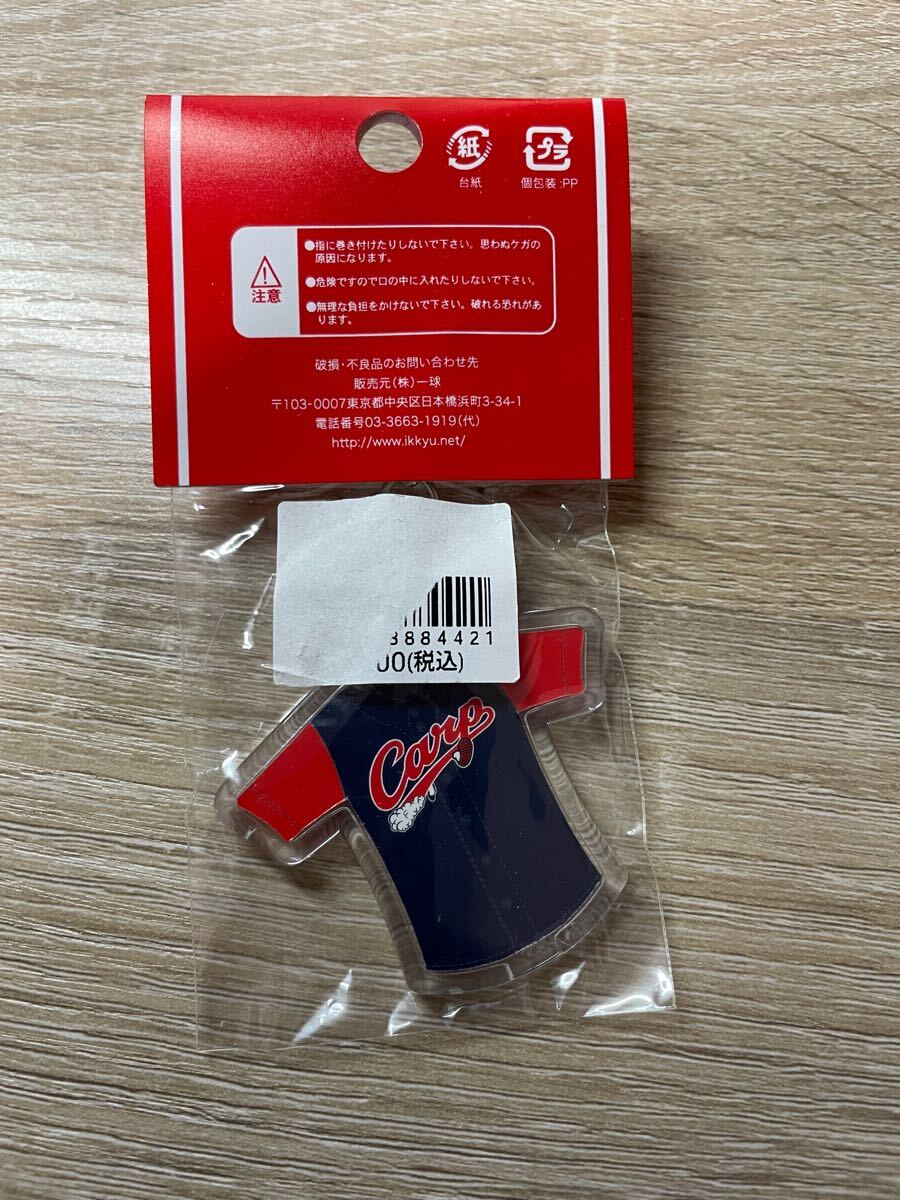 紙
プラ
台紙
個包装:PP
注意
●指に巻き付けたりしないで下さい。思わぬケガの
原因になります。
●危険ですので口の中に入れたりしないで下さい。
●無理な負担をかけないで下さい。破れる恐れがあ
ります。
破損・不良品のお問い合わせ先
販売元(株)一球
〒103-0007東京都中央区日本橋浜町3-34-1
電話番号03-3663-1919(代)
http://www.ikkyu.net/
8884421
00(税込)
Carp